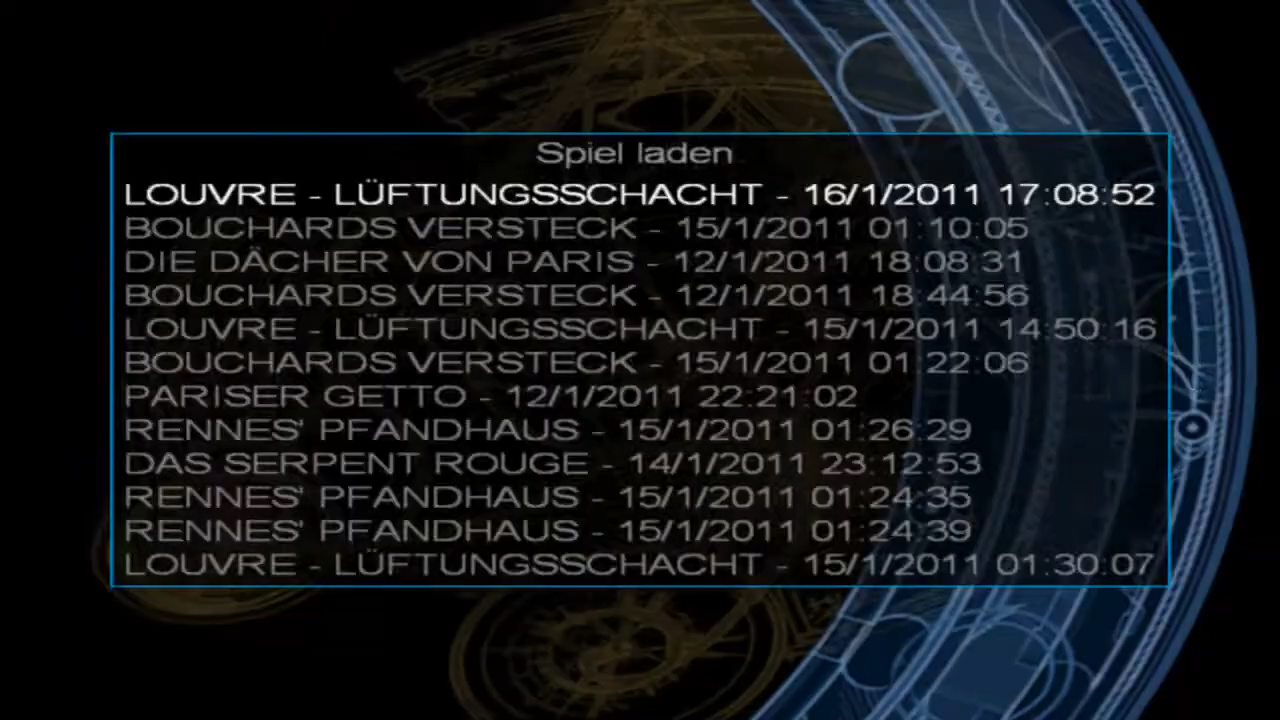 Spiel laden
LOUVRE - LÜFTUNGSSCHACHT - 16/1/2011 17:08:52
BOUCHARDS VERSTECK - 15/1/2011 01:10:05
DIE DÄCHER VON PARIS - 12/1/2011 18:08:31
BOUCHARDS VERSTECK - 12/1/2011 18:44:56
LOUVRE - LÜFTUNGSSCHACHT - 15/1/2011 14:50:16
BOUCHARDS VERSTECK - 15/1/2011 01:22:06
PARISER GETTO - 12/1/2011 22:21:02
RENNES' PFANDHAUS - 15/1/2011 01:26:29
DAS SERPENT ROUGE - 14/1/2011 23:12:53
RENNES' PFANDHAUS - 15/1/2011 01:24:35
RENNES' PFANDHAUS - 15/1/2011 01:24:39
LOUVRE - LÜFTUNGSSCHACHT - 15/1/2011 01:30:07